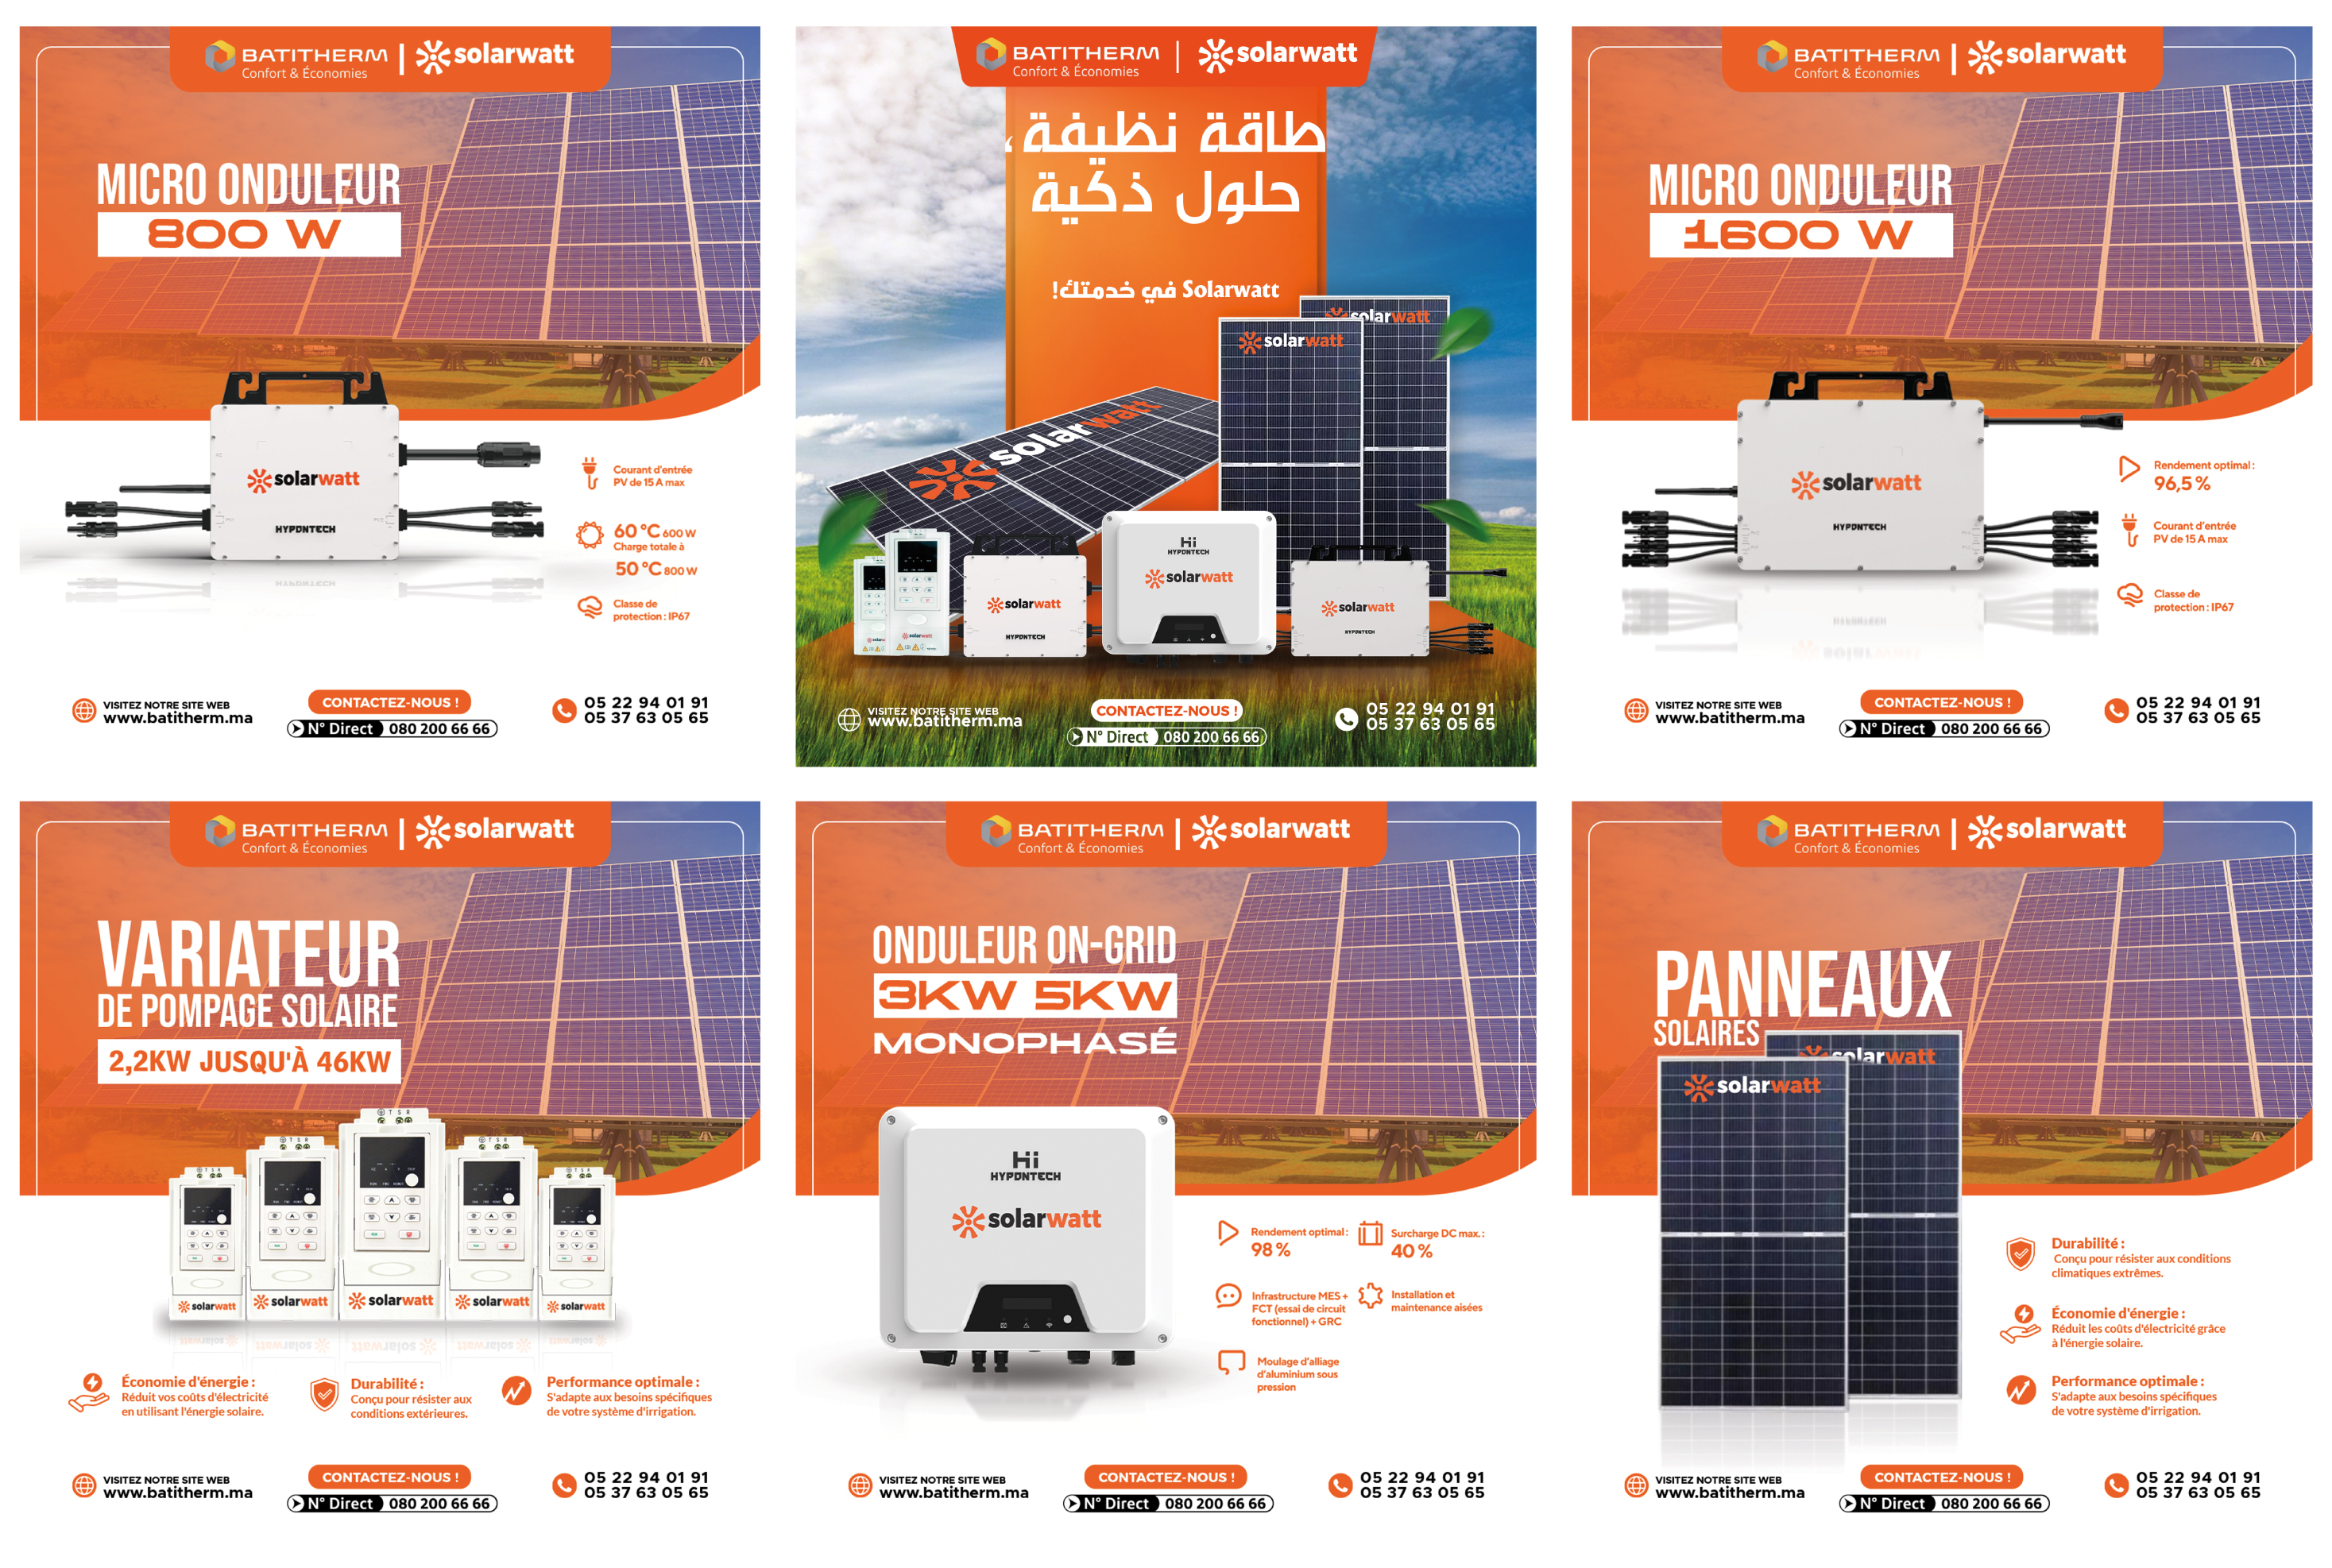 BATITHERM | solarwatt
Confort & Économies
MICRO ONDULEUR
800 W
solarwatt
HYPONTECH
Courant d'entrée
PV de 15 A max
60 °C 600 W
Charge totale à
50 °C 800 W
Classe de
protection : IP67
VISITEZ NOTRE SITE WEB
www.batitherm.ma
CONTACTEZ-NOUS !
N° Direct 080 200 66 66
05 22 94 01 91
05 37 63 05 65
BATITHERM | solarwatt
Confort & Économies
طاقة نظيفة،
حلول ذكية
Solarwatt في خدمتك!
solarwatt
solarwatt
solarwatt
solarwatt
solarwatt
solarwatt
HYPONTECH
Hi
HYPONTECH
solarwatt
solarwatt
HYPONTECH
VISITEZ NOTRE SITE WEB
www.batitherm.ma
CONTACTEZ-NOUS !
N° Direct 080 200 66 66
05 22 94 01 91
05 37 63 05 65
BATITHERM | solarwatt
Confort & Économies
MICRO ONDULEUR
1600 W
solarwatt
HYPONTECH
Rendement optimal :
96,5 %
Courant d'entrée
PV de 15 A max
Classe de
protection : IP67
VISITEZ NOTRE SITE WEB
www.batitherm.ma
CONTACTEZ-NOUS !
N° Direct 080 200 66 66
05 22 94 01 91
05 37 63 05 65
BATITHERM | solarwatt
Confort & Économies
VARIATEUR
DE POMPAGE SOLAIRE
2,2KW JUSQU'À 46KW
T S R
T S R
T S R
T S R
T S R
solarwatt
solarwatt
solarwatt
solarwatt
solarwatt
Économie d'énergie :
Réduit vos coûts d'électricité
en utilisant l'énergie solaire.
Durabilité :
Conçu pour résister aux
conditions extérieures.
Performance optimale :
S'adapte aux besoins spécifiques
de votre système d'irrigation.
VISITEZ NOTRE SITE WEB
www.batitherm.ma
CONTACTEZ-NOUS !
N° Direct 080 200 66 66
05 22 94 01 91
05 37 63 05 65
BATITHERM | solarwatt
Confort & Économies
ONDULEUR ON-GRID
3KW 5KW
MONOPHASÉ
Hi
HYPONTECH
solarwatt
Rendement optimal :
98 %
Surcharge DC max. :
40 %
Infrastructure MES +
FCT (essai de circuit
fonctionnel) + GRC
Installation et
maintenance aisées
Moulage d'alliage
d'aluminium sous
pression
VISITEZ NOTRE SITE WEB
www.batitherm.ma
CONTACTEZ-NOUS !
N° Direct 080 200 66 66
05 22 94 01 91
05 37 63 05 65
BATITHERM | solarwatt
Confort & Économies
PANNEAUX
SOLAIRES
solarwatt
solarwatt
Durabilité :
Conçu pour résister aux conditions
climatiques extrêmes.
Économie d'énergie :
Réduit les coûts d'électricité grâce
à l'énergie solaire.
Performance optimale :
S'adapte aux besoins spécifiques
de votre système d'irrigation.
VISITEZ NOTRE SITE WEB
www.batitherm.ma
CONTACTEZ-NOUS !
N° Direct 080 200 66 66
05 22 94 01 91
05 37 63 05 65